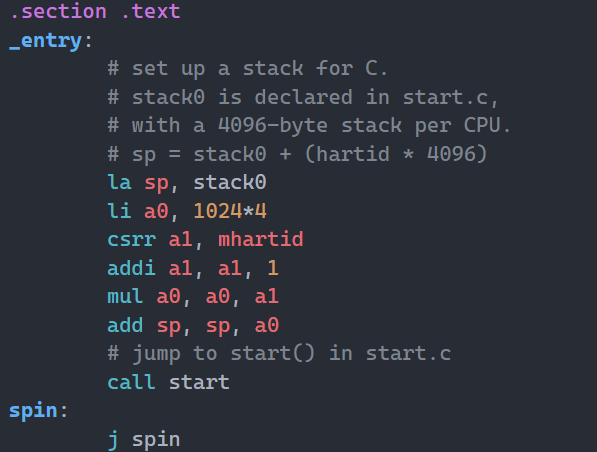 .section .text
_entry:
        # set up a stack for C.
        # stack0 is declared in start.c,
        # with a 4096-byte stack per CPU.
        # sp = stack0 + (hartid * 4096)
        la sp, stack0
        li a0, 1024*4
        csrr a1, mhartid
        addi a1, a1, 1
        mul a0, a0, a1
        add sp, sp, a0
        # jump to start() in start.c
        call start
spin:
        j spin